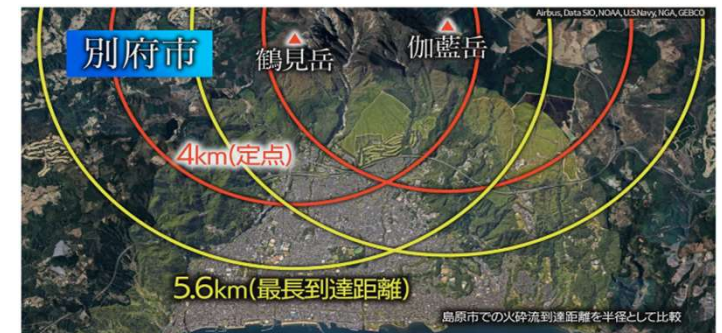 Airbus, Data SIO, NOAA, U.S.Navy, NGA, GEBCO
別府市
鶴見岳
伽藍岳
4km(定点)
5.6km(最長到達距離)
島原市での火砕流到達距離を半径として比較